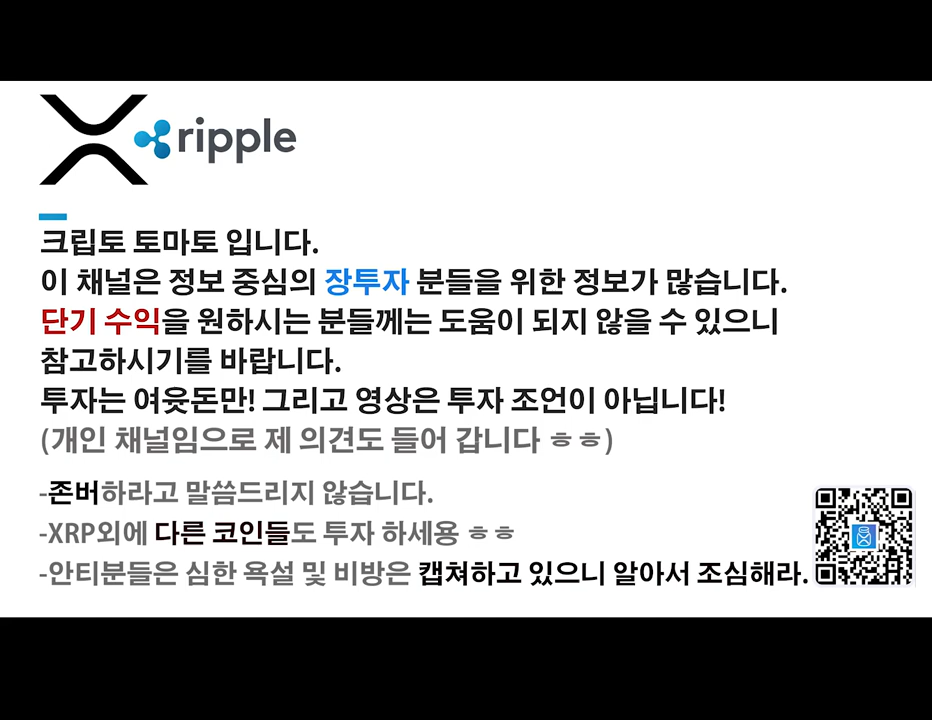 ripple
크립토 토마토 입니다.
이 채널은 정보 중심의 장투자 분들을 위한 정보가 많습니다.
단기 수익을 원하시는 분들께는 도움이 되지 않을 수 있으니
참고하시기를 바랍니다.
투자는 여윳돈만! 그리고 영상은 투자 조언이 아닙니다!
(개인 채널임으로 제 의견도 들어 갑니다 ㅎㅎ)
-존버하라고 말씀드리지 않습니다.
-XRP외에 다른 코인들도 투자 하세용 ㅎㅎ
-안티분들은 심한 욕설 및 비방은 캡쳐하고 있으니 알아서 조심해라.